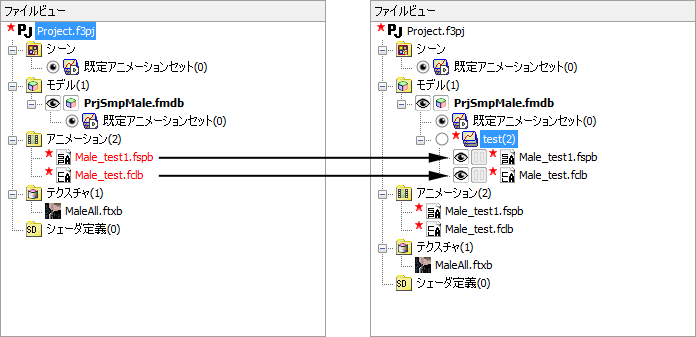 ファイルビュー
Project.f3pj
シーン
既定アニメーションセット(0)
モデル(1)
PrjSmpMale.fmdb
既定アニメーションセット(0)
アニメーション(2)
Male_test1.fspb
Male_test.fclb
テクスチャ(1)
MaleAll.ftxb
シェーダ定義(0)
ファイルビュー
Project.f3pj
シーン
既定アニメーションセット(0)
モデル(1)
PrjSmpMale.fmdb
既定アニメーションセット(0)
test(2)
Male_test1.fspb
Male_test.fclb
アニメーション(2)
Male_test1.fspb
Male_test.fclb
テクスチャ(1)
MaleAll.ftxb
シェーダ定義(0)